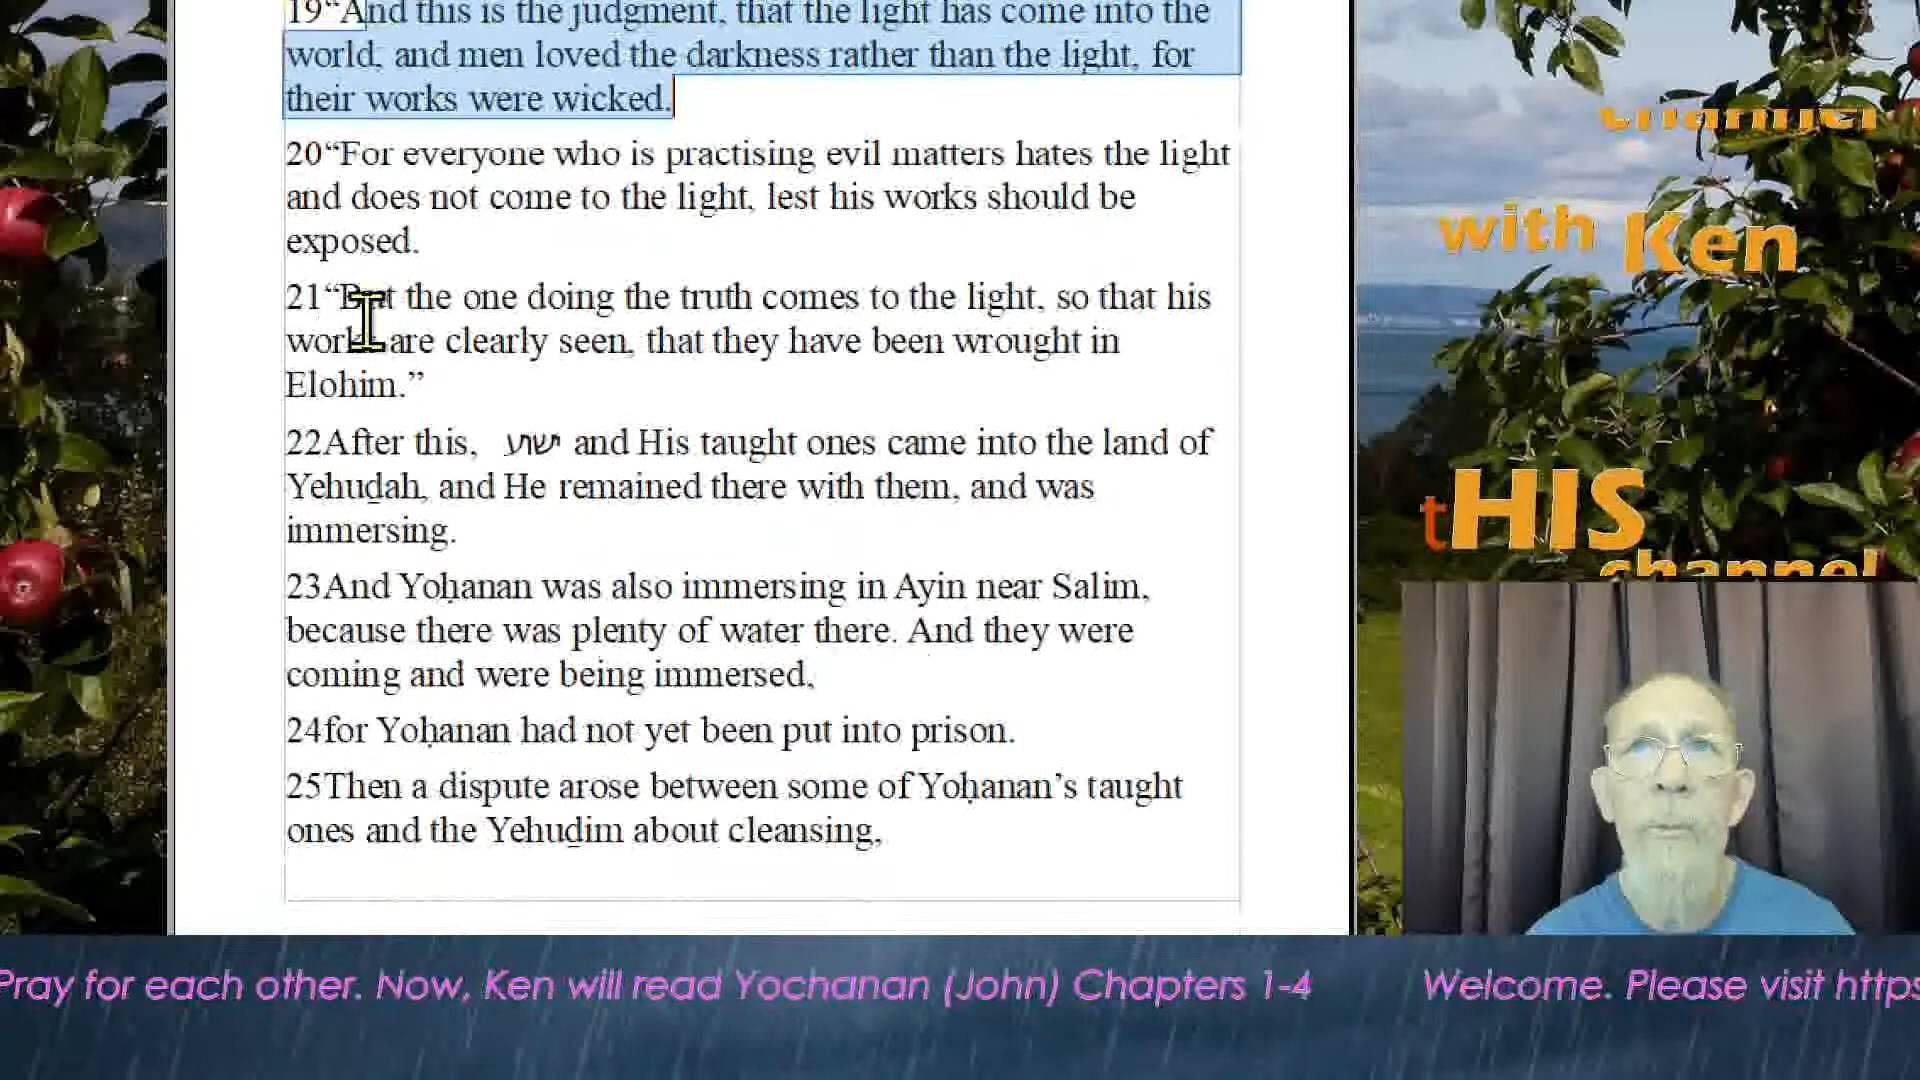 19“And this is the judgment, that the light has come into the
world, and men loved the darkness rather than the light, for
their works were wicked.
20“For everyone who is practising evil matters hates the light
and does not come to the light, lest his works should be
exposed.
21“But the one doing the truth comes to the light, so that his
works are clearly seen, that they have been wrought in
Elohim.”
22After this, יהושע and His taught ones came into the land of
Yehuḏah, and He remained there with them, and was
immersing.
23And Yoḥanan was also immersing in Ayin near Salim,
because there was plenty of water there. And they were
coming and were being immersed,
24for Yoḥanan had not yet been put into prison.
25Then a dispute arose between some of Yoḥanan’s taught
ones and the Yehuḏim about cleansing,
channel
with Ken
tHIS
channel
Pray for each other. Now, Ken will read Yochanan (John) Chapters 1-4 Welcome. Please visit https